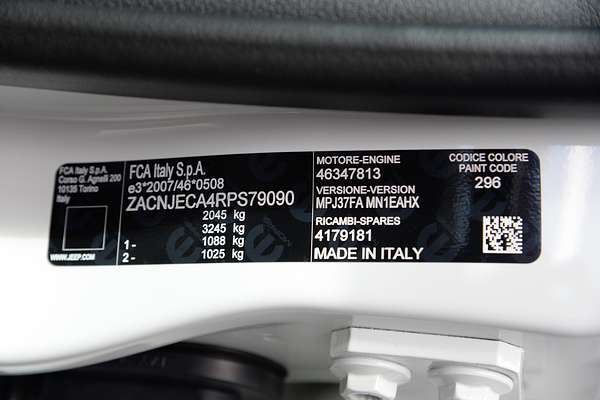 FCA Italy S.p.A.
Corso G. Agnelli 200
10135 Torino
Italy
WWW.JEEP.COM
FCA Italy S.p.A.
e3*2007/46*0508
ZACNJECA4RPS79090
2045 kg
3245 kg
1- 1088 kg
2- 1025 kg
MOTORE-ENGINE
46347813
VERSIONE-VERSION
MPJ37FA MN1EAHX
RICAMBI-SPARES
4179181
MADE IN ITALY
CODICE COLORE
PAINT CODE
296